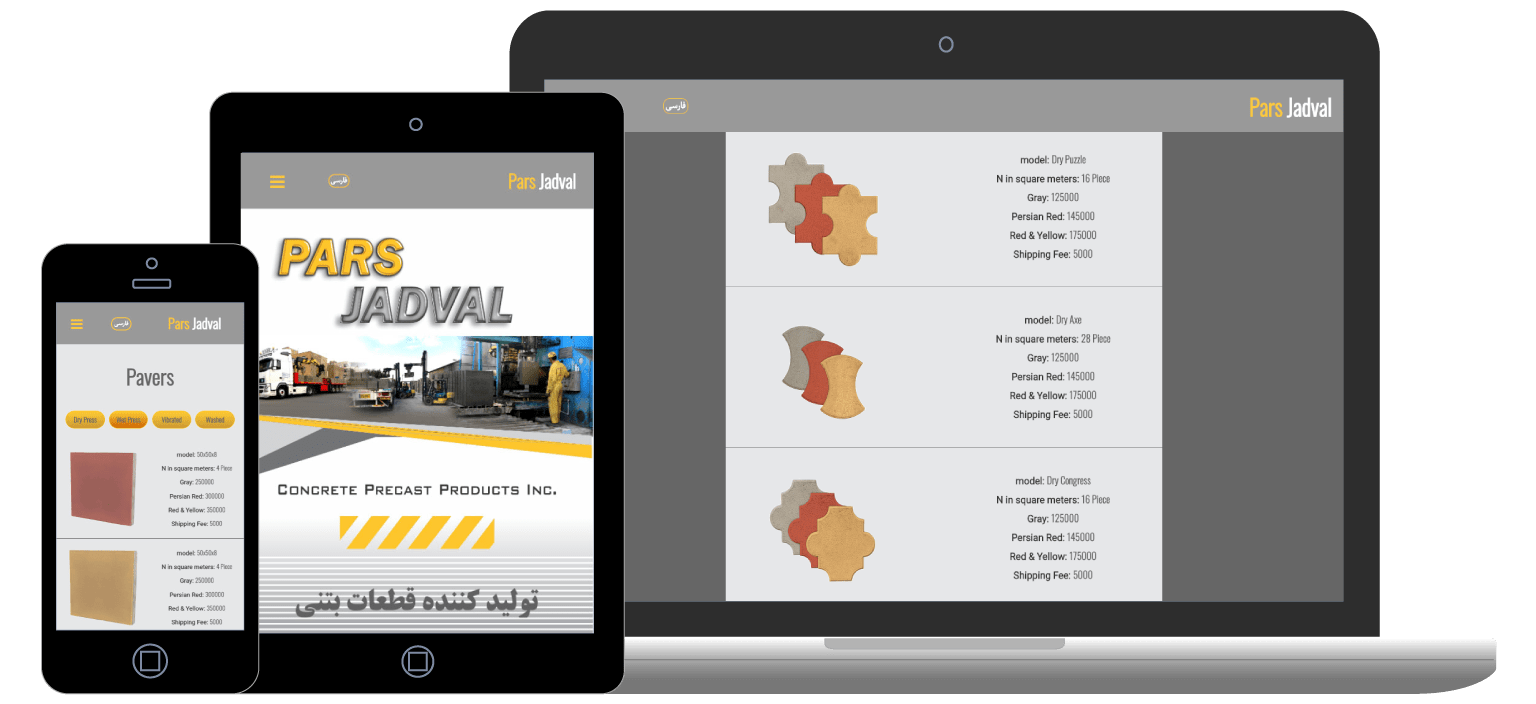 فارسی
Pars Jadval
model: Dry Puzzle
N in square meters: 16 Piece
Gray: 125000
Persian Red: 145000
Red & Yellow: 175000
Shipping Fee: 5000
model: Dry Axe
N in square meters: 28 Piece
Gray: 125000
Persian Red: 145000
Red & Yellow: 175000
Shipping Fee: 5000
model: Dry Congress
N in square meters: 16 Piece
Gray: 125000
Persian Red: 145000
Red & Yellow: 175000
Shipping Fee: 5000
فارسی
Pars Jadval
PARS
JADVAL
Concrete Precast Products Inc.
تولید کننده قطعات بتنی
فارسی
Pars Jadval
Pavers
Dry Press Wet Press Vibrated Washed
model: 50x50x8
N in square meters: 4 Piece
Gray: 250000
Persian Red: 300000
Red & Yellow: 350000
Shipping Fee: 5000
model: 50x50x8
N in square meters: 4 Piece
Gray: 250000
Persian Red: 300000
Red & Yellow: 350000
Shipping Fee: 5000